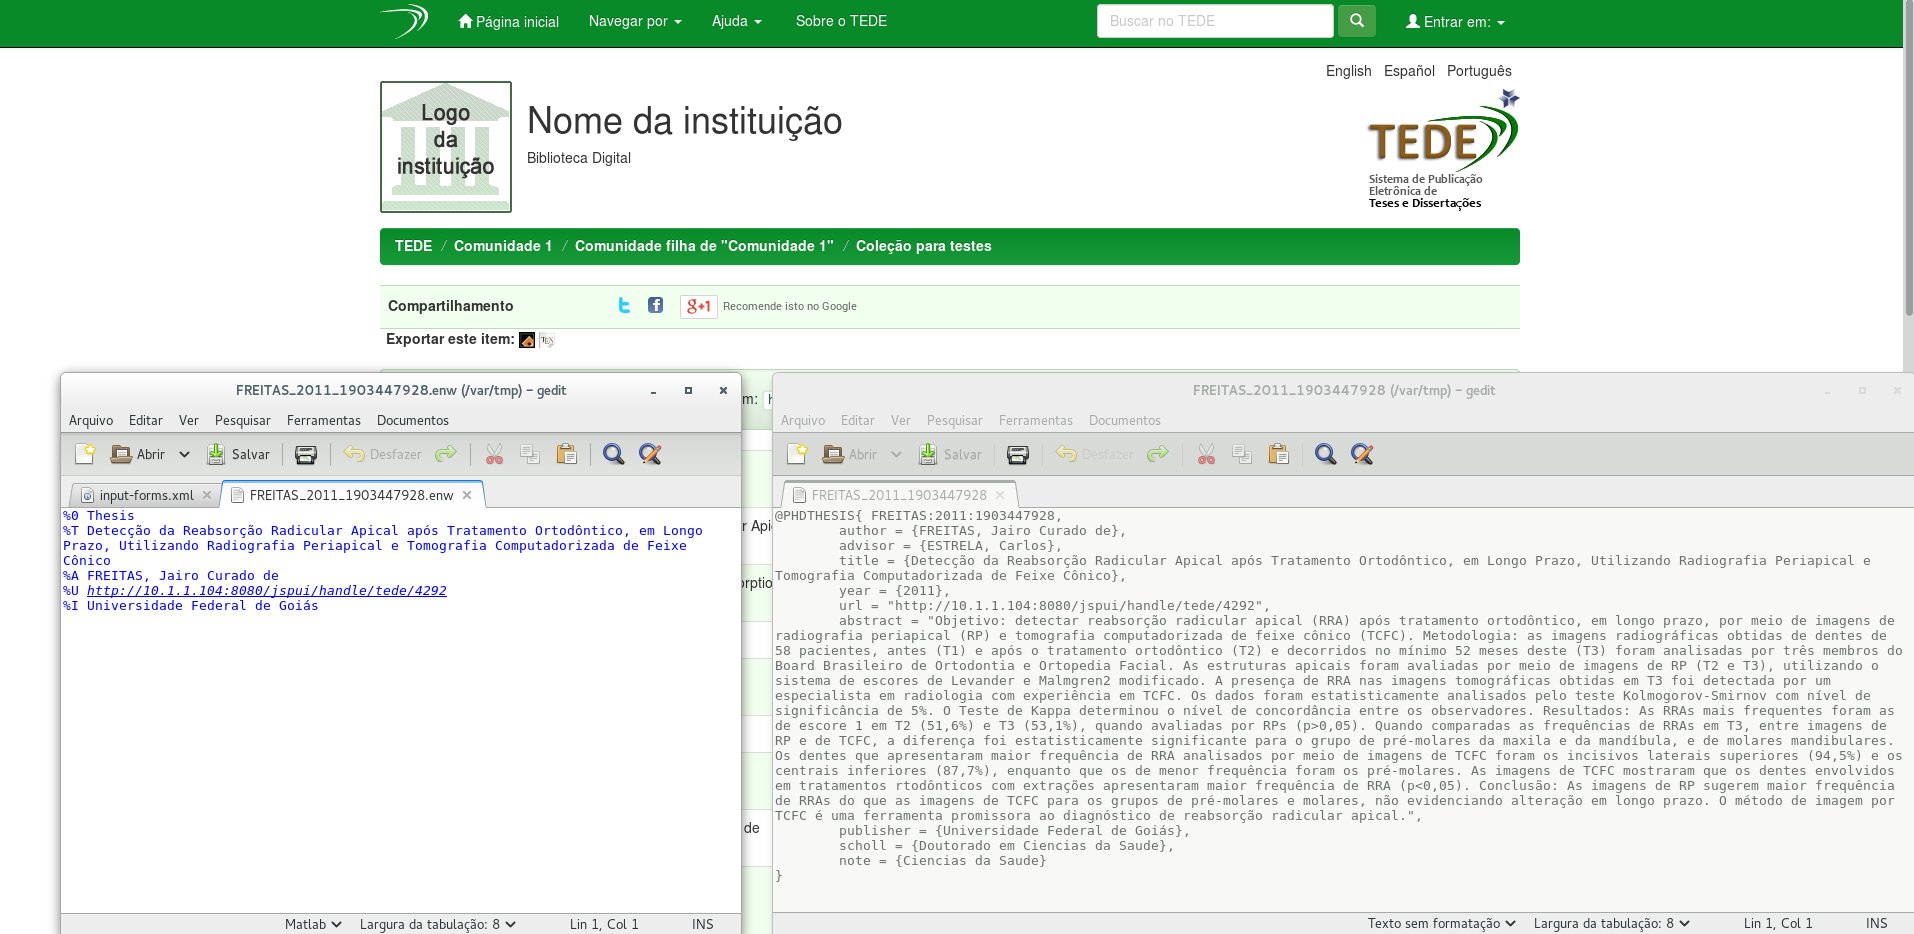 Página inicial Navegar por Ajuda Sobre o TEDE Buscar no TEDE Entrar em:
English Español Português
Logo
da
instituição
Nome da instituição
Biblioteca Digital
TEDE
Sistema de Publicação
Eletrônica de
Teses e Dissertações
TEDE / Comunidade 1 / Comunidade filha de "Comunidade 1" / Coleção para testes
Compartilhamento g+1 Recomende isto no Google
Exportar este item: TEX
FREITAS_2011_1903447928.enw (/var/tmp) – gedit
Arquivo Editar Ver Pesquisar Ferramentas Documentos
Abrir Salvar Desfazer
input-forms.xml FREITAS_2011_1903447928.enw
%0 Thesis
%T Detecção da Reabsorção Radicular Apical após Tratamento Ortodôntico, em Longo
Prazo, Utilizando Radiografia Periapical e Tomografia Computadorizada de Feixe
Cônico
%A FREITAS, Jairo Curado de
%U http://10.1.1.104:8080/jspui/handle/tede/4292
%I Universidade Federal de Goiás
Matlab Largura da tabulação: 8 Lin 1, Col 1 INS
m:
r Api
orptio
de
FREITAS_2011_1903447928 (/var/tmp) – gedit
Arquivo Editar Ver Pesquisar Ferramentas Documentos
Abrir Salvar Desfazer
FREITAS_2011_1903447928
@PHDTHESIS{ FREITAS:2011:1903447928,
author = {FREITAS, Jairo Curado de},
advisor = {ESTRELA, Carlos},
title = {Detecção da Reabsorção Radicular Apical após Tratamento Ortodôntico, em Longo Prazo, Utilizando Radiografia Periapical e
Tomografia Computadorizada de Feixe Cônico},
year = {2011},
url = "http://10.1.1.104:8080/jspui/handle/tede/4292",
abstract = "Objetivo: detectar reabsorção radicular apical (RRA) após tratamento ortodôntico, em longo prazo, por meio de imagens de
radiografia periapical (RP) e tomografia computadorizada de feixe cônico (TCFC). Metodologia: as imagens radiográficas obtidas de dentes de
58 pacientes, antes (T1) e após o tratamento ortodôntico (T2) e decorridos no mínimo 52 meses deste (T3) foram analisadas por três membros do
Board Brasileiro de Ortodontia e Ortopedia Facial. As estruturas apicais foram avaliadas por meio de imagens de RP (T2 e T3), utilizando o
sistema de escores de Levander e Malmgren2 modificado. A presença de RRA nas imagens tomográficas obtidas em T3 foi detectada por um
especialista em radiologia com experiência em TCFC. Os dados foram estatisticamente analisados pelo teste Kolmogorov-Smirnov com nível de
significância de 5%. O Teste de Kappa determinou o nível de concordância entre os observadores. Resultados: As RRAs mais frequentes foram as
de escore 1 em T2 (51,6%) e T3 (53,1%), quando avaliadas por RPs (p>0,05). Quando comparadas as frequências de RRAs em T3, entre imagens de
RP e de TCFC, a diferença foi estatisticamente significante para o grupo de pré-molares da maxila e da mandíbula, e de molares mandibulares.
Os dentes que apresentaram maior frequência de RRA analisados por meio de imagens de TCFC foram os incisivos laterais superiores (94,5%) e os
centrais inferiores (87,7%), enquanto que os de menor frequência foram os pré-molares. As imagens de TCFC mostraram que os dentes envolvidos
em tratamentos rtodônticos com extrações apresentaram maior frequência de RRA (p<0,05). Conclusão: As imagens de RP sugerem maior frequência
de RRAs do que as imagens de TCFC para os grupos de pré-molares e molares, não evidenciando alteração em longo prazo. O método de imagem por
TCFC é uma ferramenta promissora ao diagnóstico de reabsorção radicular apical.",
publisher = {Universidade Federal de Goiás},
scholl = {Doutorado em Ciencias da Saude},
note = {Ciencias da Saude}
}
Texto sem formatação Largura da tabulação: 8 Lin 1, Col 1 INS